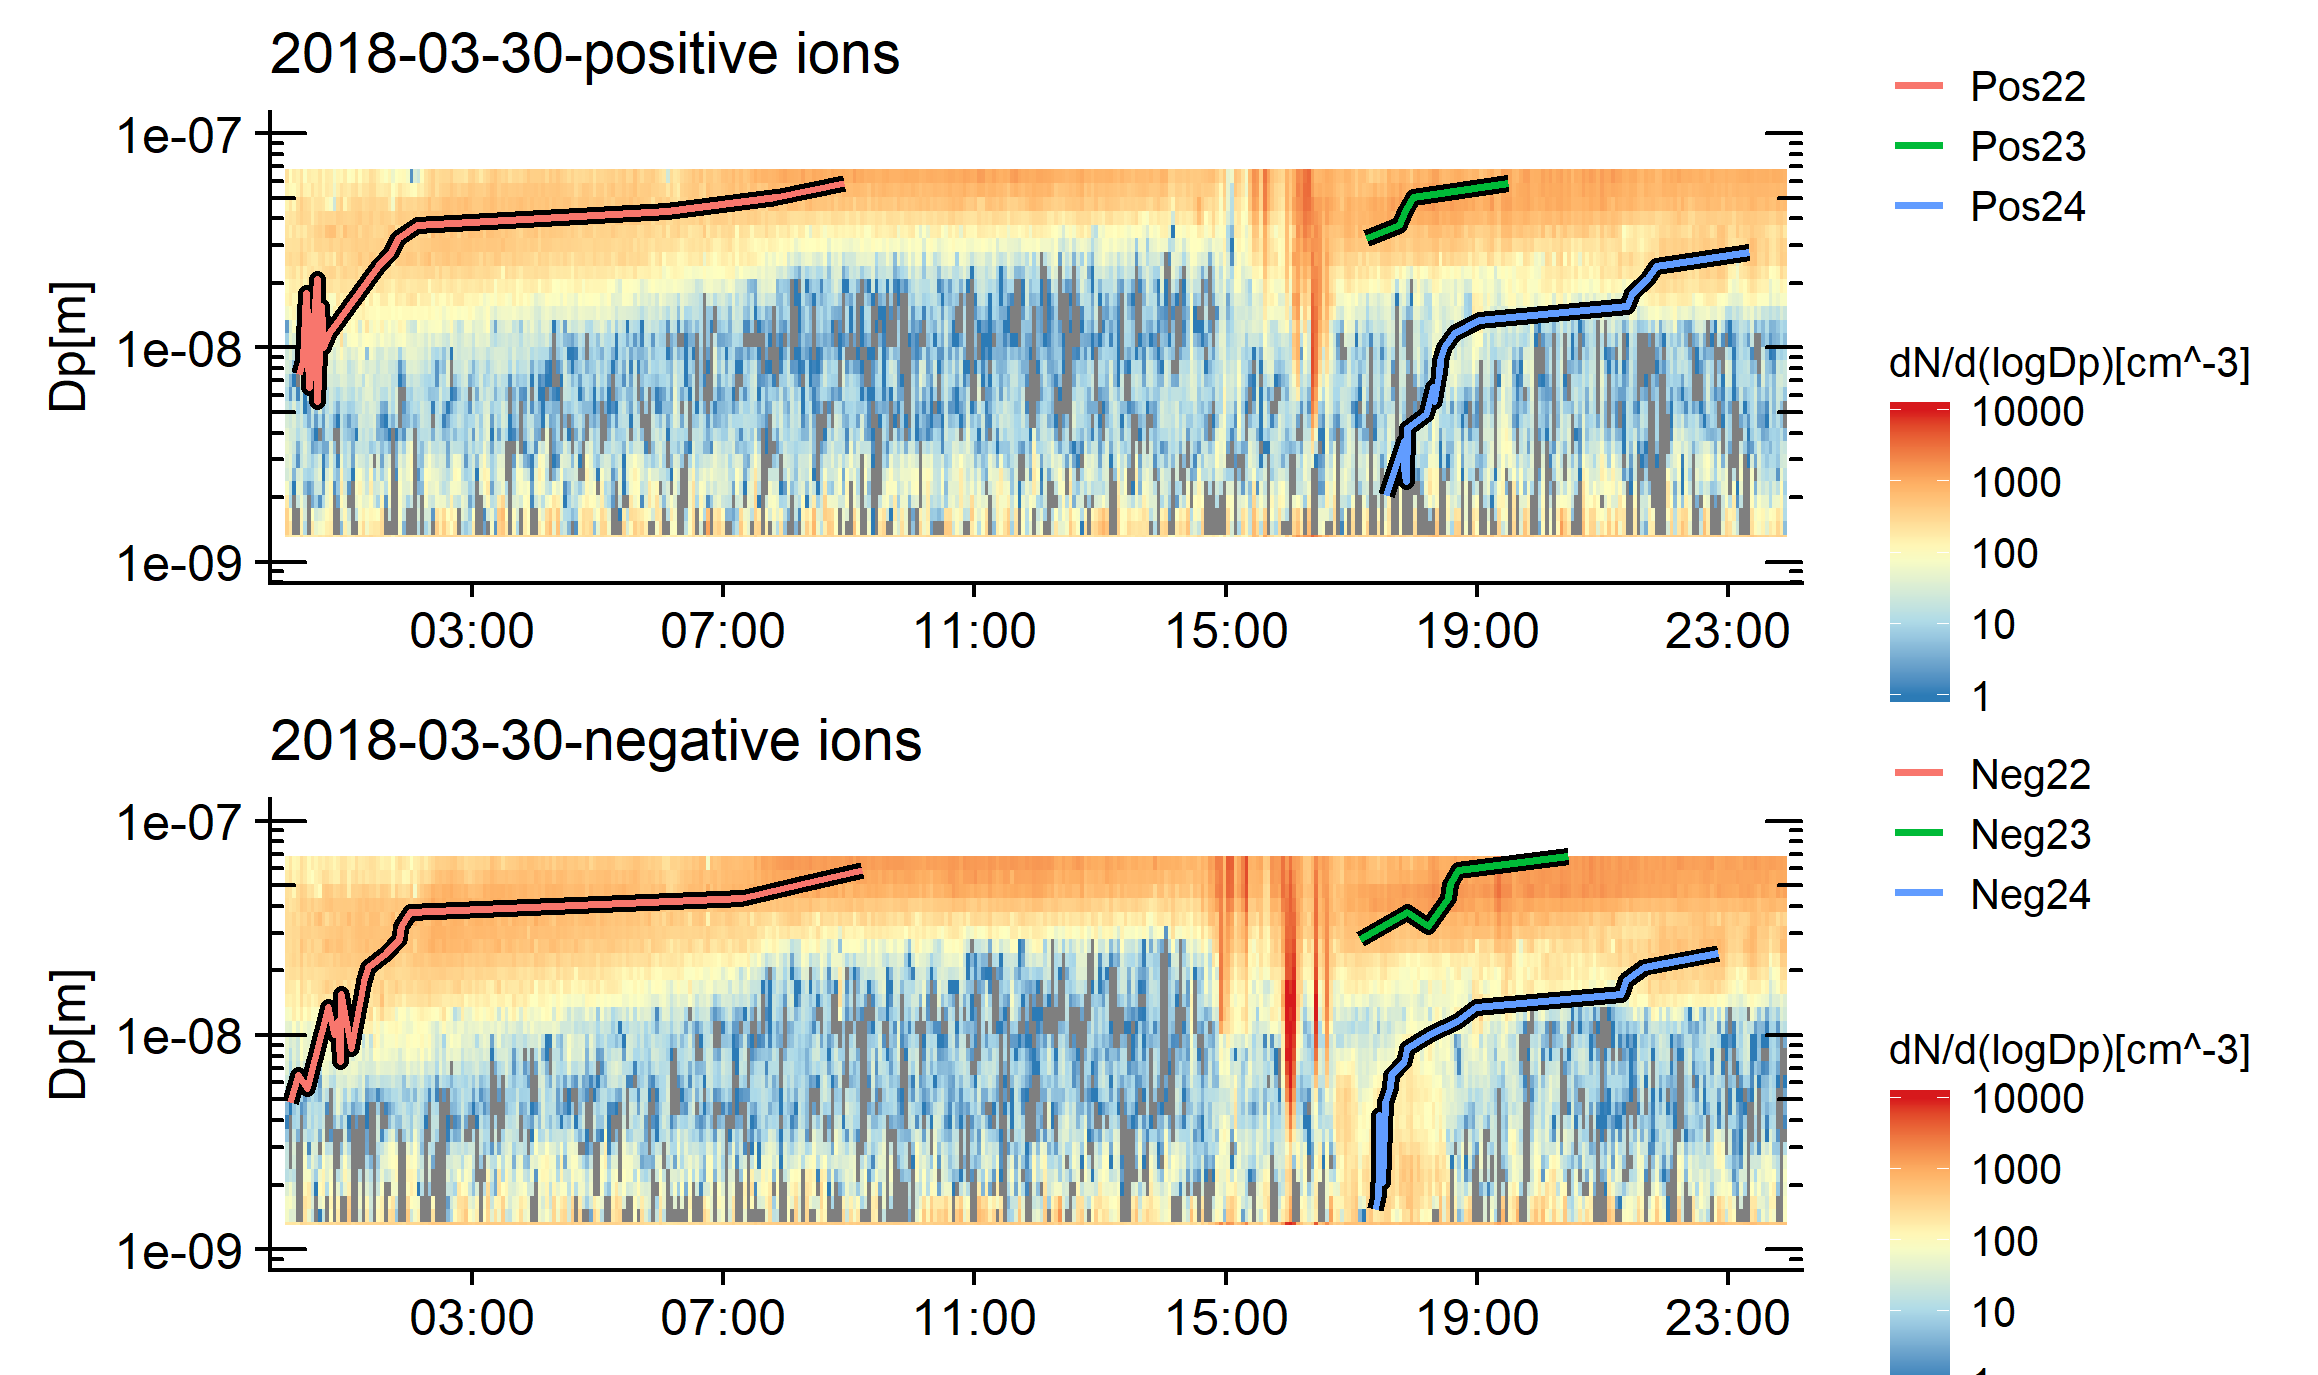 2018-03-30-positive ions
Pos22
Pos23
Pos24
1e-07
1e-08
1e-09
Dp[m]
03:00 07:00 11:00 15:00 19:00 23:00
dN/d(logDp)[cm^-3]
10000
1000
100
10
1
2018-03-30-negative ions
Neg22
Neg23
Neg24
1e-07
1e-08
1e-09
Dp[m]
03:00 07:00 11:00 15:00 19:00 23:00
dN/d(logDp)[cm^-3]
10000
1000
100
10